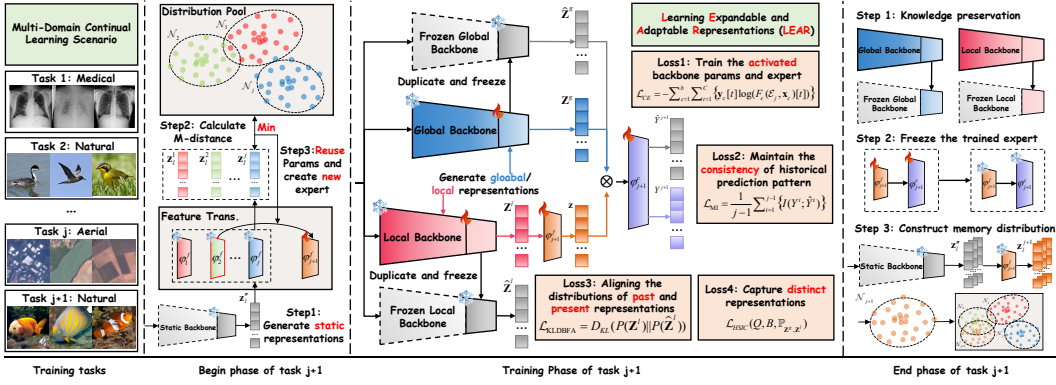 Multi-Domain Continual
Learning Scenario
Task 1: Medical
Task 2: Natural
...
Task j: Aerial
Task j+1: Natural
Training tasks
Distribution Pool
Step2: Calculate
M-distance
Min
Step3:Reuse
Params and
create new
expert
Feature Trans.
Static Backbone
Step1:
Generate static
representations
Begin phase of task j+1
Frozen Global
Backbone
Duplicate and freeze
Global Backbone
Generate gloabal/
local representations
Local Backbone
Duplicate and freeze
Frozen Local
Backbone
Learning Expandable and
Adaptable Representations (LEAR)
Loss1: Train the activated
backbone params and expert
Loss2: Maintain the
consistency of historical
prediction pattern
Loss3: Aligning the
distributions of past and
present representations
Loss4: Capture distinct
representations
Training Phase of task j+1
Step 1: Knowledge preservation
Global Backbone
Local Backbone
Frozen Global
Backbone
Frozen Local
Backbone
Step 2: Freeze the trained expert
Step 3: Construct memory distribution
Static Backbone
End phase of task j+1